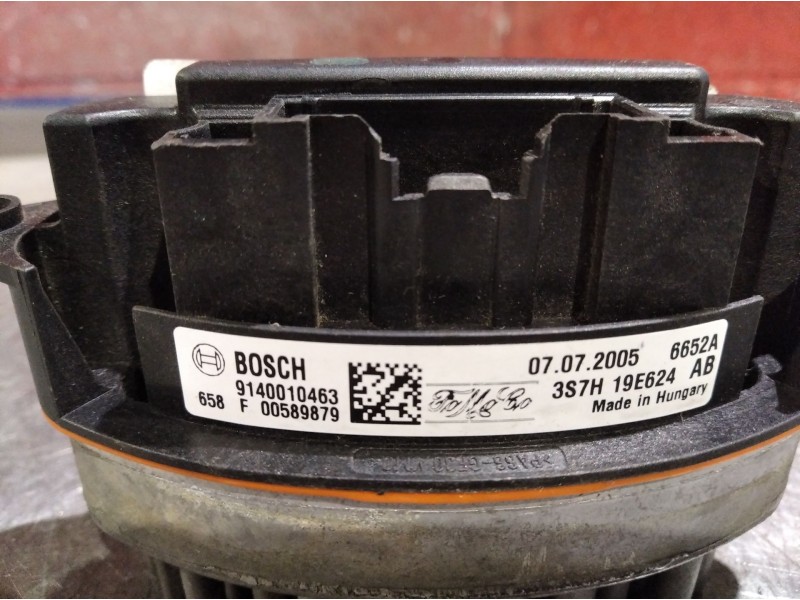 BOSCH 07.07.2005 6652A
9140010463 3S7H 19E624 AB
658 F 00589879 Made in Hungary